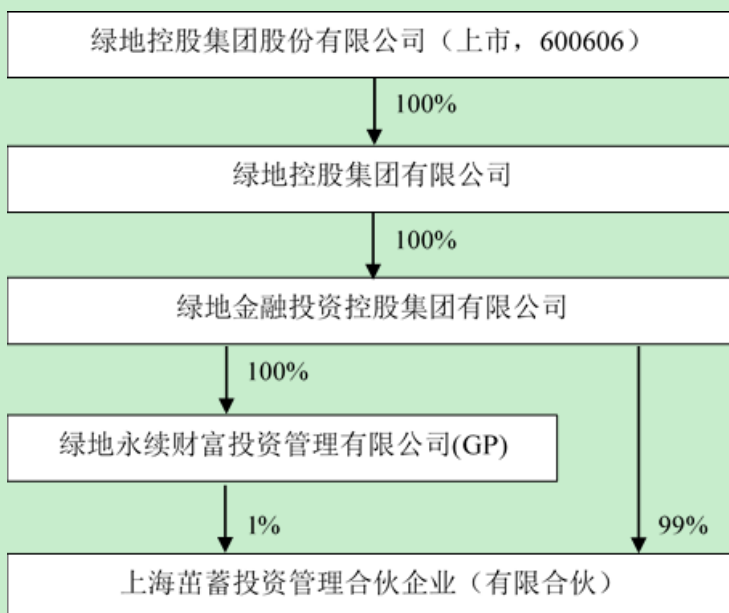 绿地控股集团股份有限公司（上市，600606）
100%
绿地控股集团有限公司
100%
绿地金融投资控股集团有限公司
100%
绿地永续财富投资管理有限公司(GP)
1%
99%
上海茁蓄投资管理合伙企业（有限合伙）